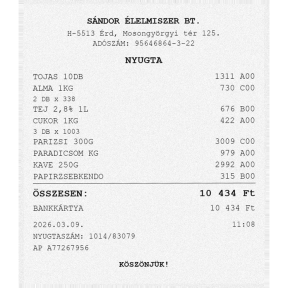 SÁNDOR ÉLELMISZER BT.
H-5513 Érd, Mosongyörgyi tér 125.
ADÓSZÁM: 95646864-3-22
NYUGTA
TOJAS 10DB 1311 A00
ALMA 1KG 730 C00
2 DB x 338
TEJ 2,8% 1L 676 B00
CUKOR 1KG 422 A00
3 DB x 1003
PARIZSI 300G 3009 C00
PARADICSOM KG 979 A00
KAVE 250G 2992 A00
PAPIRZSEBKENDO 315 B00
ÖSSZESEN: 10 434 Ft
BANKKÁRTYA 10 434 Ft
2026.03.09. 11:08
NYUGTASZÁM: 1014/83079
AP A77267956
KÖSZÖNJÜK!